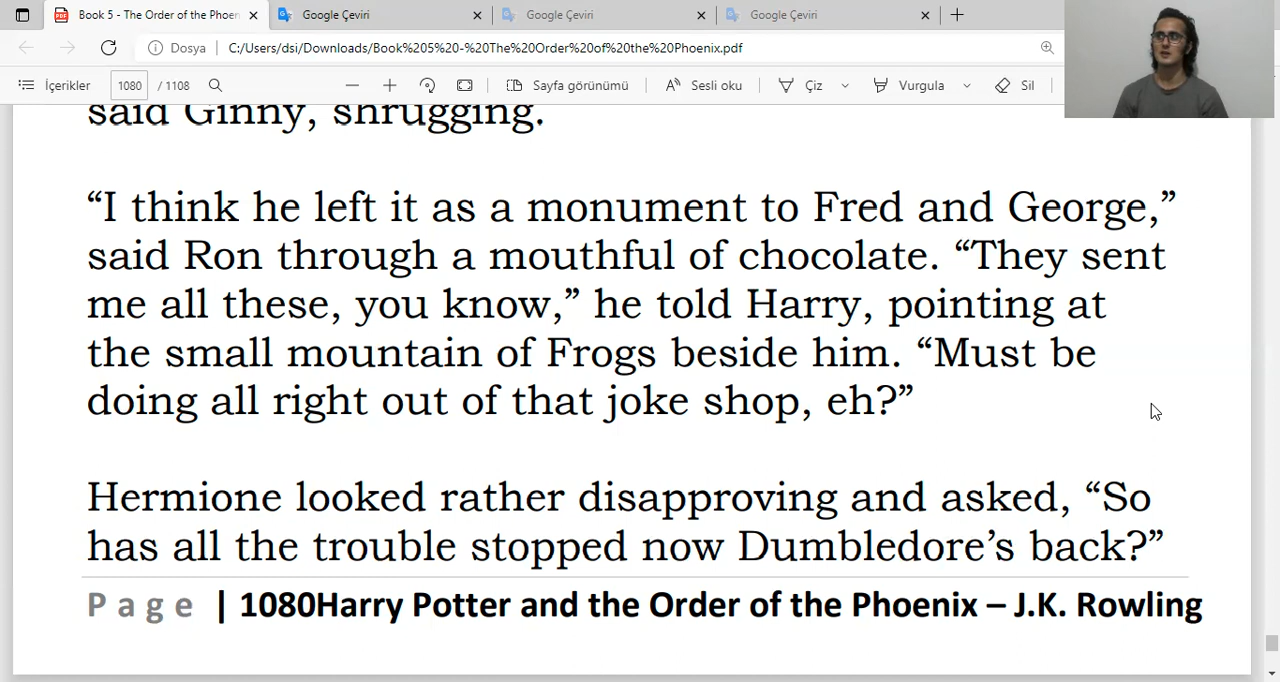 Book 5 - The Order of the Phoen
Google Çeviri
Google Çeviri
Google Çeviri
Dosya
C:/Users/dsi/Downloads/Book%205%20-%20The%20Order%20of%20the%20Phoenix.pdf
İçerikler
1080 / 1108
Sayfa görünümü
Sesli oku
Çiz
Vurgula
Sil
said Ginny, shrugging.
“I think he left it as a monument to Fred and George,”
said Ron through a mouthful of chocolate. “They sent
me all these, you know,” he told Harry, pointing at
the small mountain of Frogs beside him. “Must be
doing all right out of that joke shop, eh?”
Hermione looked rather disapproving and asked, “So
has all the trouble stopped now Dumbledore’s back?”
Page | 1080Harry Potter and the Order of the Phoenix – J.K. Rowling